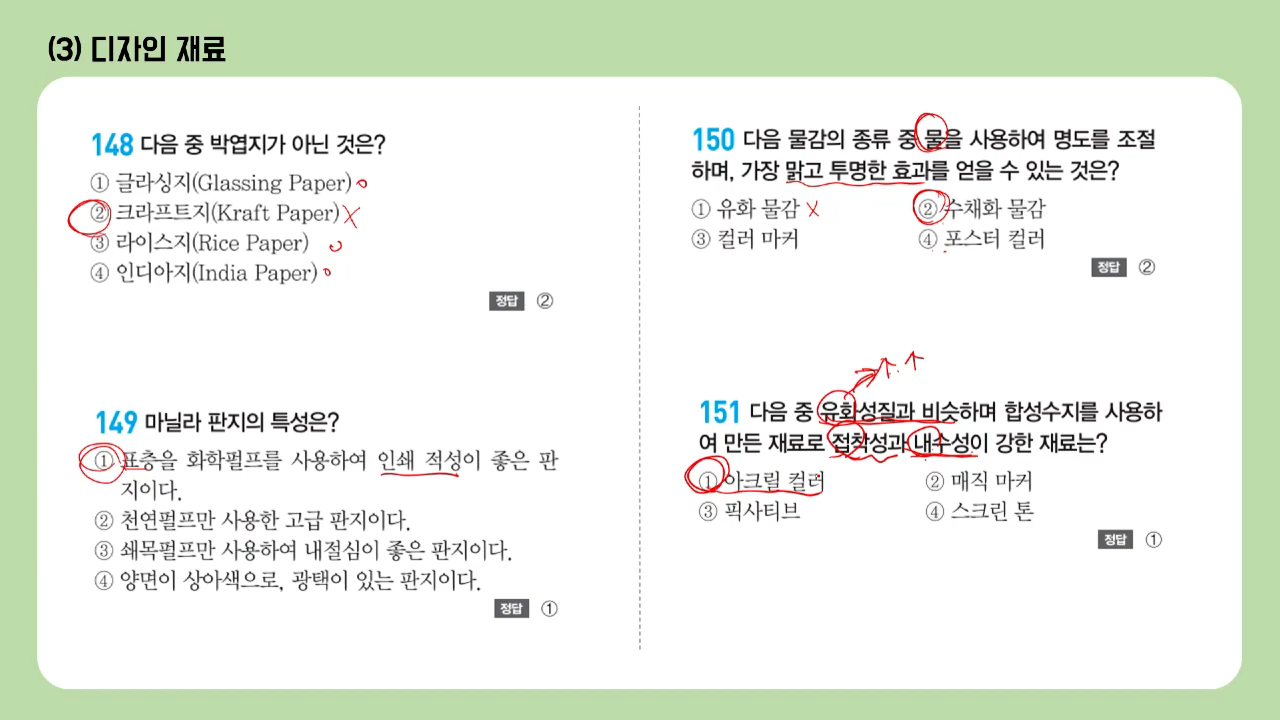 (3) 디자인 재료
148 다음 중 박엽지가 아닌 것은?
① 글라싱지(Glassing Paper)
② 크라프트지(Kraft Paper)
③ 라이스지(Rice Paper)
④ 인디아지(India Paper)
정답 ②
149 마닐라 판지의 특성은?
① 표층을 화학펄프를 사용하여 인쇄 적성이 좋은 판
지이다.
② 천연펄프만 사용한 고급 판지이다.
③ 쇄목펄프만 사용하여 내절심이 좋은 판지이다.
④ 양면이 상아색으로, 광택이 있는 판지이다.
정답 ①
150 다음 물감의 종류 중 물을 사용하여 명도를 조절
하며, 가장 맑고 투명한 효과를 얻을 수 있는 것은?
① 유화 물감 ② 수채화 물감
③ 컬러 마커 ④ 포스터 컬러
정답 ②
151 다음 중 유화성질과 비슷하며 합성수지를 사용하
여 만든 재료로 접착성과 내수성이 강한 재료는?
① 아크릴 컬러 ② 매직 마커
③ 픽사티브 ④ 스크린 톤
정답 ①